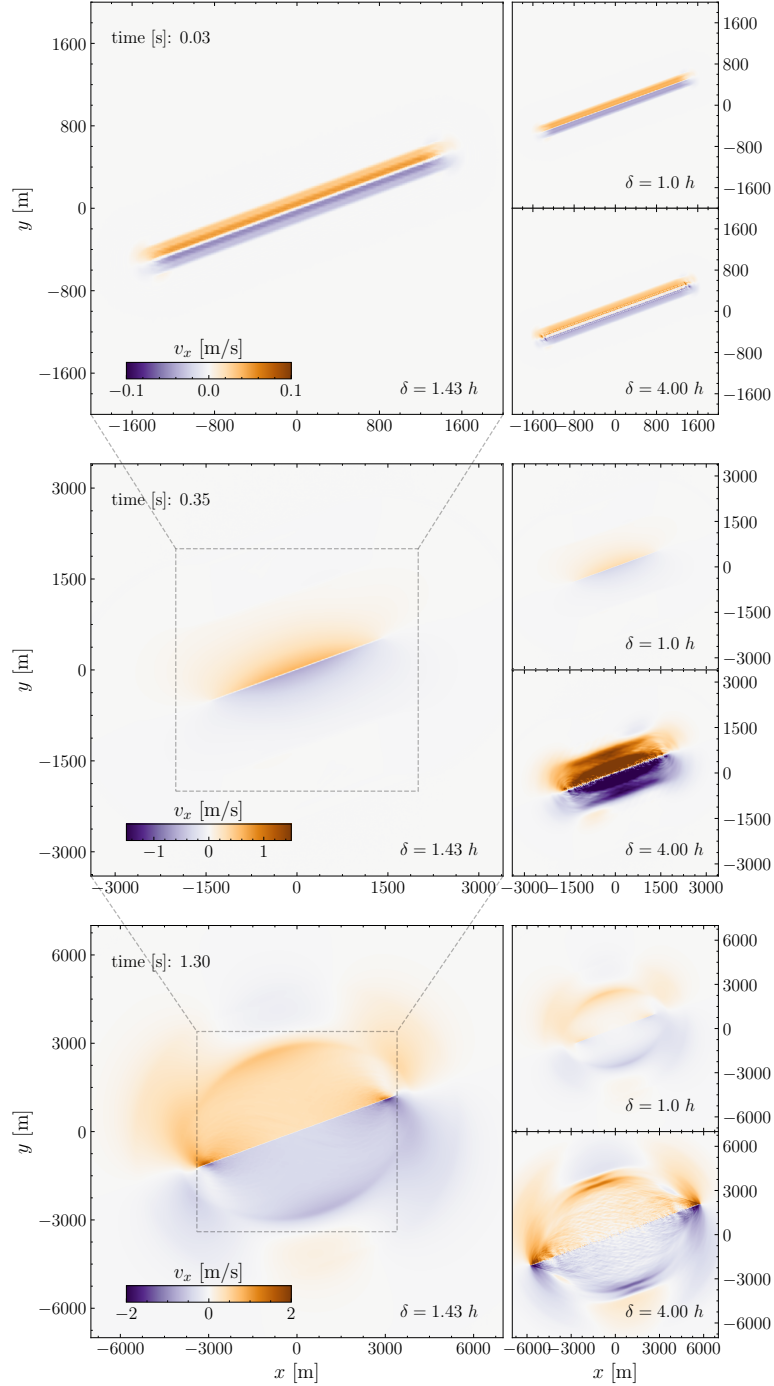 1600
800
0
−800
−1600
y [m]
time [s]: 0.03
v_x [m/s]
−0.1 0.0 0.1
δ = 1.43 h
−1600 −800 0 800 1600
1600
800
0
−800
−1600
δ = 1.0 h
1600
800
0
−800
−1600
δ = 4.00 h
−1600 −800 0 800 1600
3000
1500
0
−1500
−3000
y [m]
time [s]: 0.35
v_x [m/s]
−1 0 1
δ = 1.43 h
−3000 −1500 0 1500 3000
3000
1500
0
−1500
−3000
δ = 1.0 h
3000
1500
0
−1500
−3000
δ = 4.00 h
−3000 −1500 0 1500 3000
6000
3000
0
−3000
−6000
y [m]
time [s]: 1.30
v_x [m/s]
−2 0 2
δ = 1.43 h
−6000 −3000 0 3000 6000
x [m]
6000
3000
0
−3000
−6000
δ = 1.0 h
6000
3000
0
−3000
−6000
δ = 4.00 h
−6000 −3000 0 3000 6000
x [m]